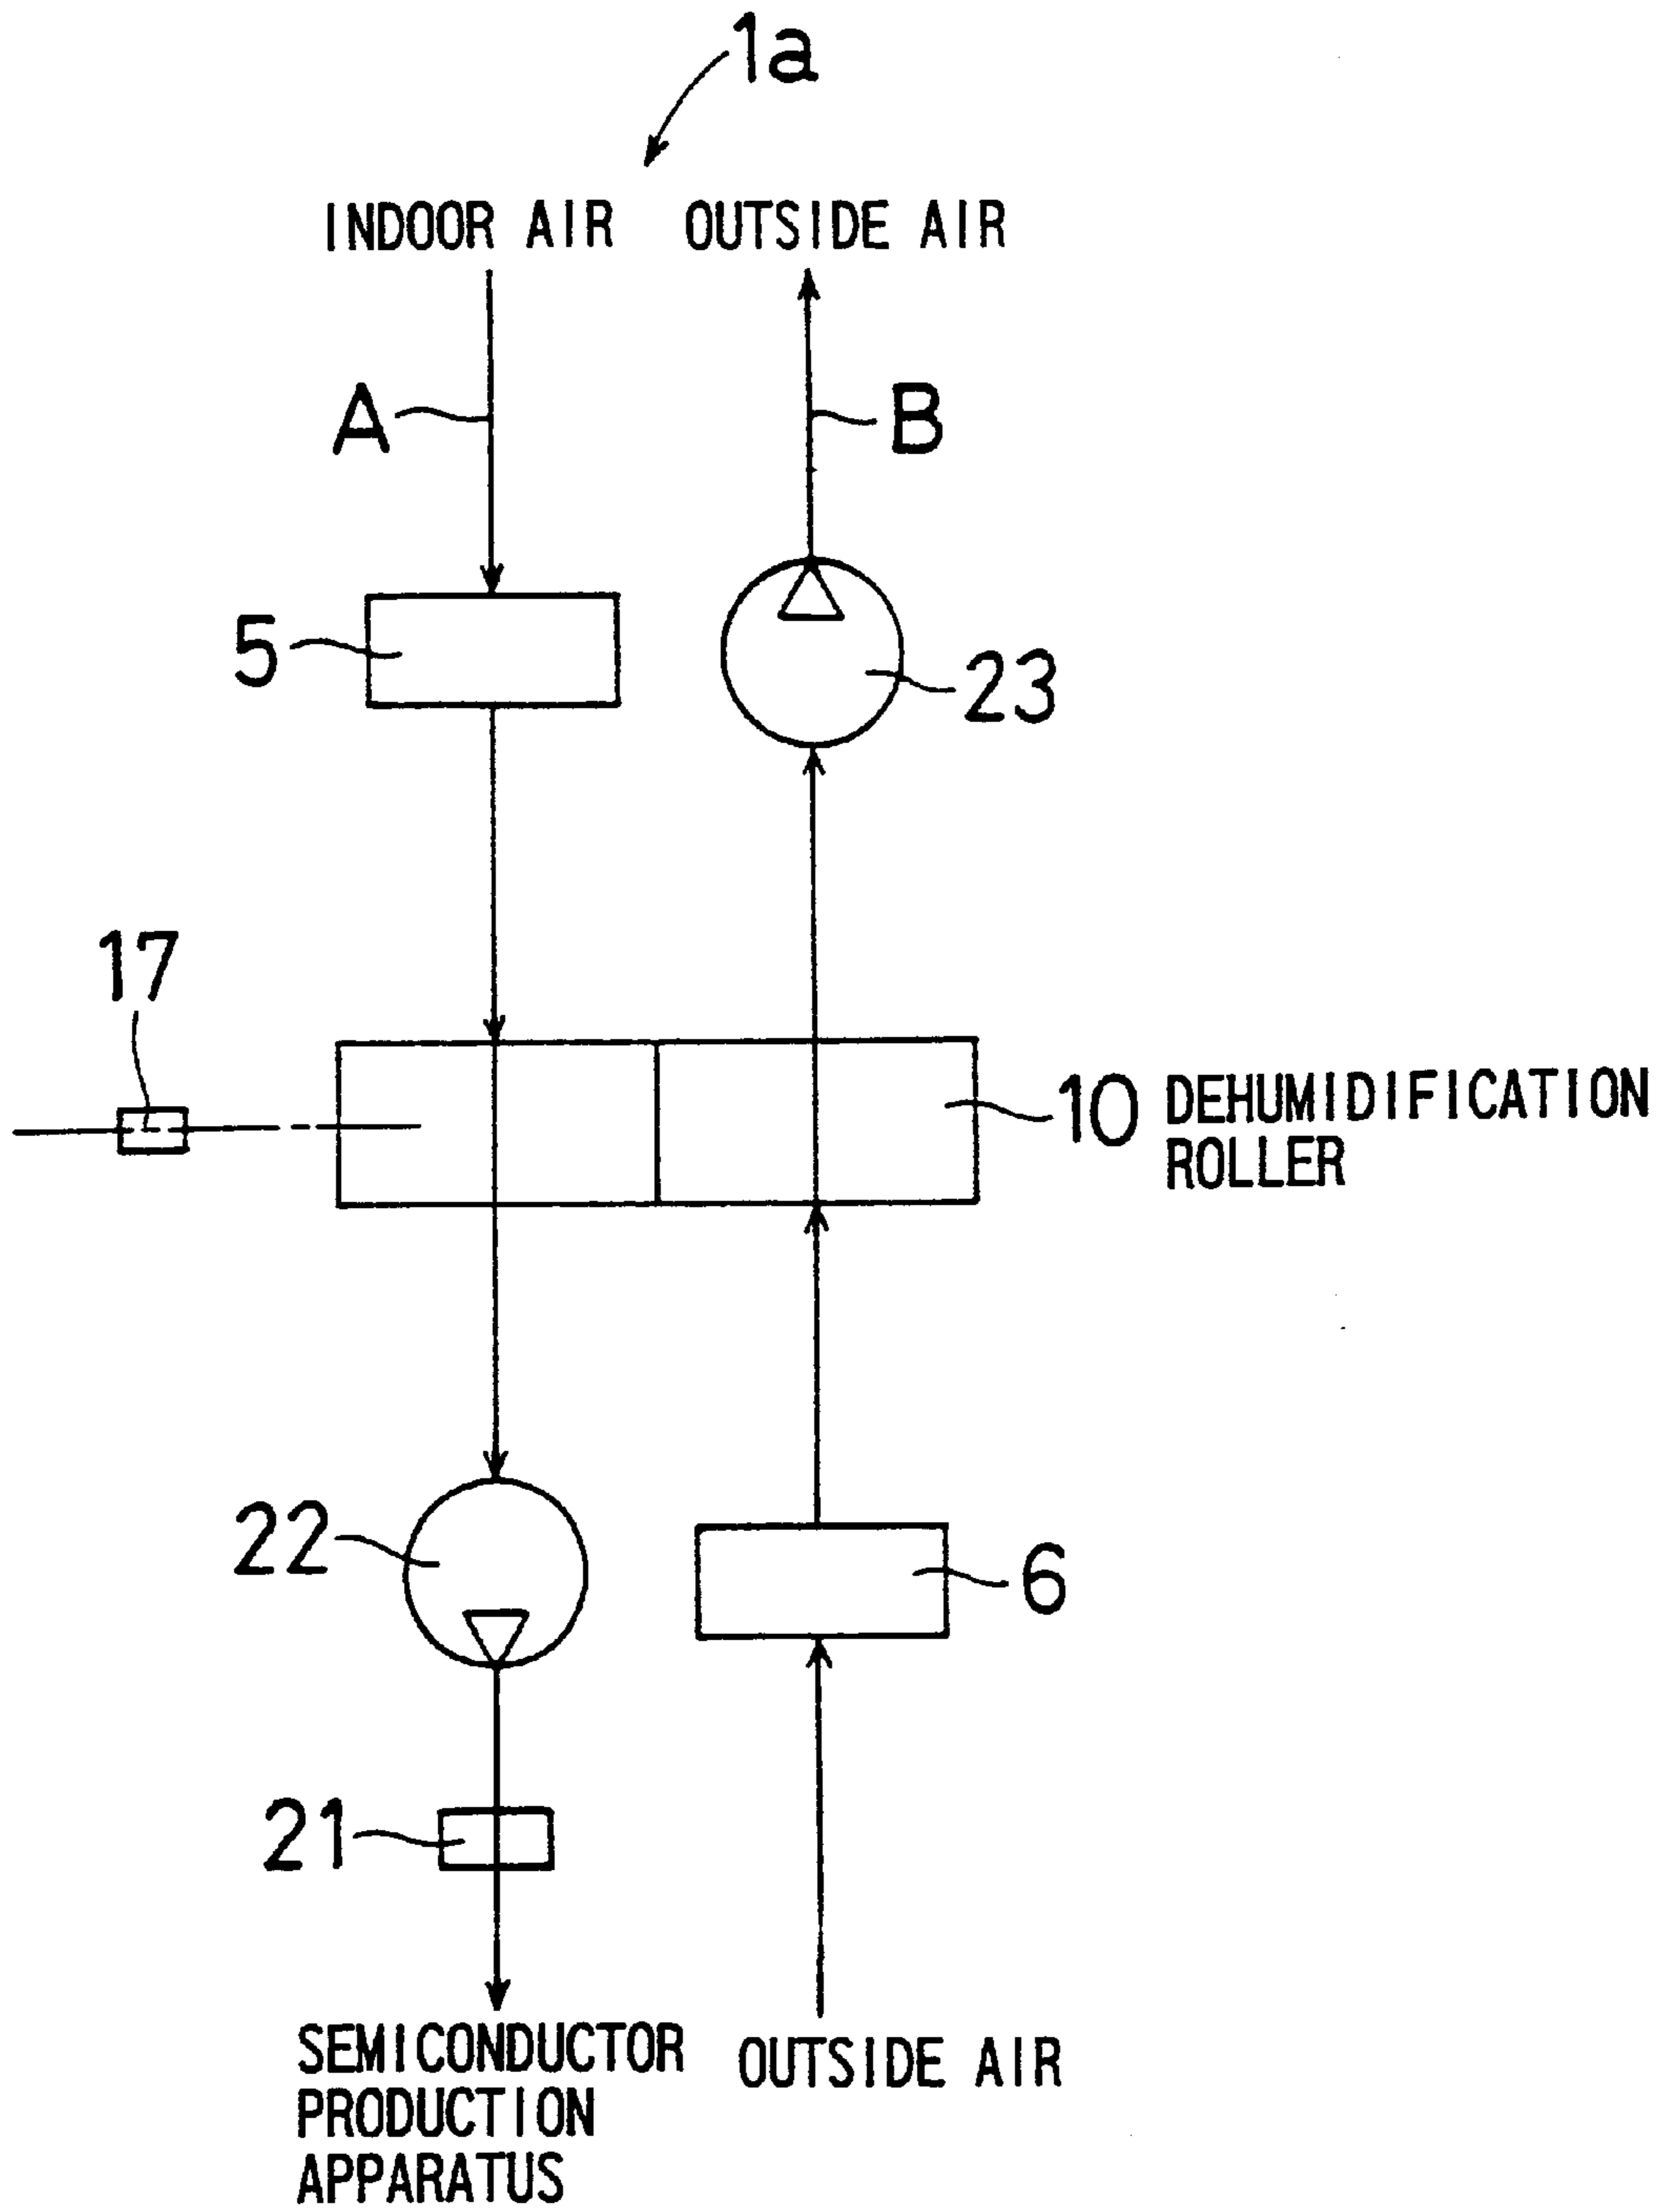 1a
INDOOR AIR OUTSIDE AIR
A B
5
23
17
10 DEHUMIDIFICATION
ROLLER
22
6
21
SEMICONDUCTOR
PRODUCTION
APPARATUS
OUTSIDE AIR